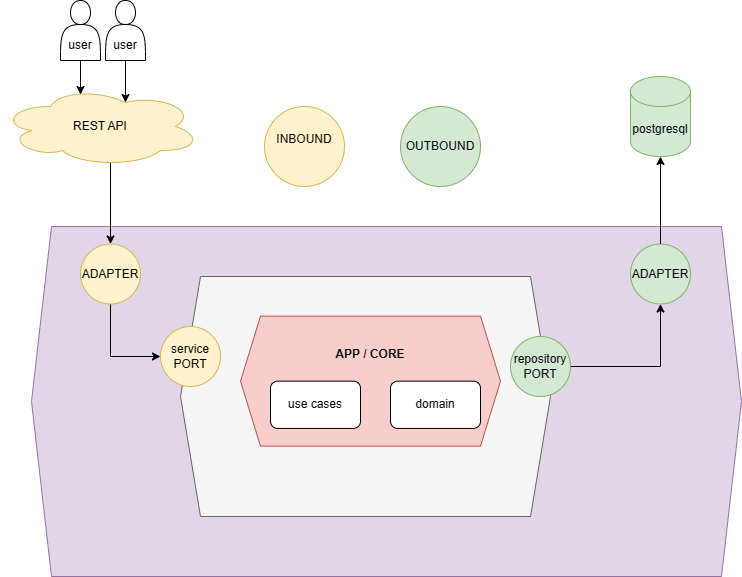 user
user
REST API
INBOUND
OUTBOUND
postgresql
ADAPTER
ADAPTER
service
PORT
APP / CORE
repository
PORT
use cases
domain